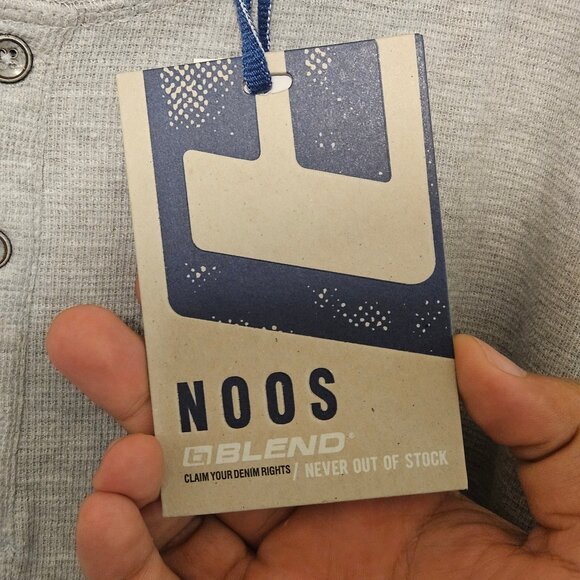 NOOS
BLEND®
CLAIM YOUR DENIM RIGHTS / NEVER OUT OF STOCK